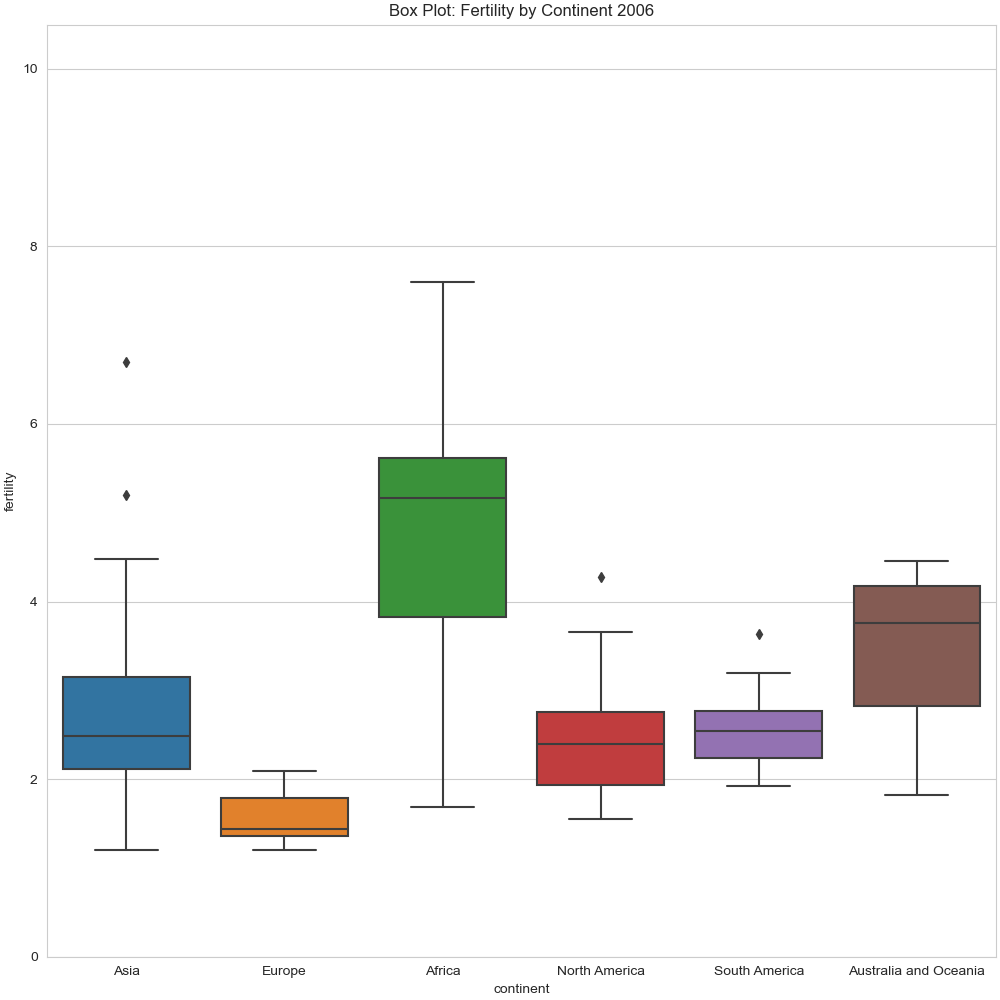 Box Plot: Fertility by Continent 2006
10
8
6
4
2
0
fertility
Asia Europe Africa North America South America Australia and Oceania
continent